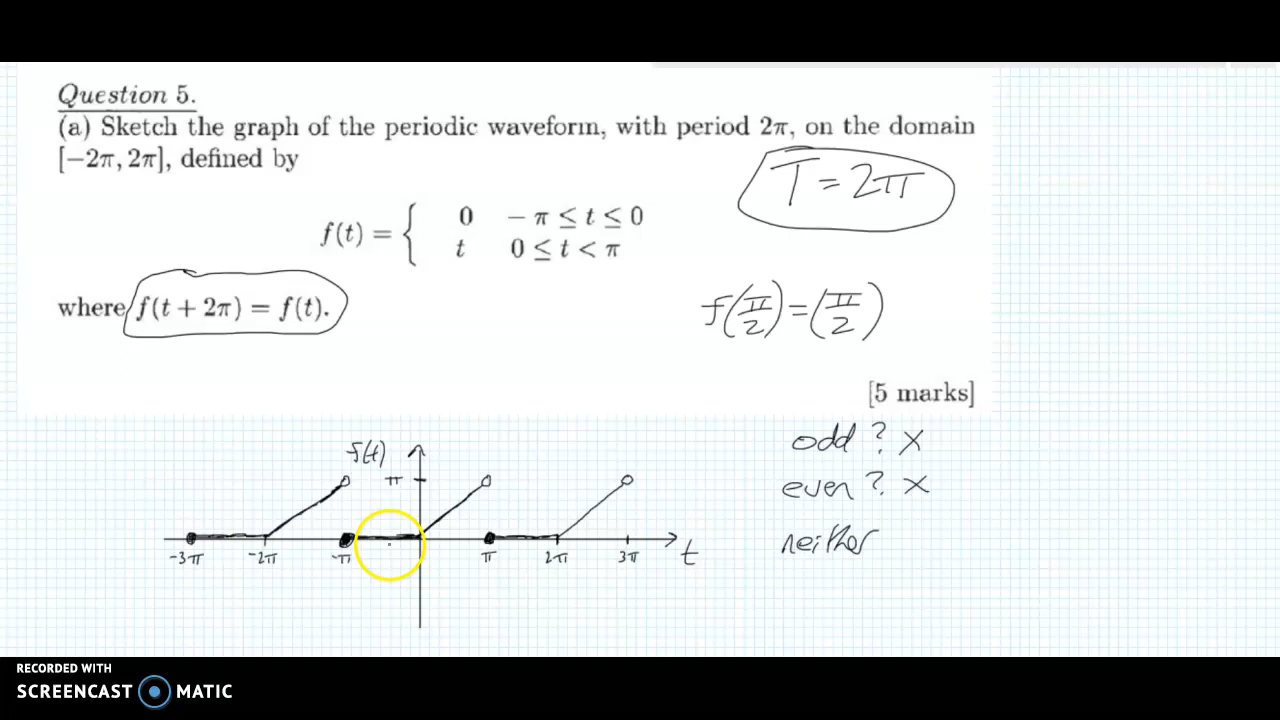 Question 5.
(a) Sketch the graph of the periodic waveform, with period 2π, on the domain
[−2π, 2π], defined by
T = 2π
f(t) = { 0 − π ≤ t ≤ 0
t 0 ≤ t < π
where f(t + 2π) = f(t).
f(π/2) = (π/2)
[5 marks]
odd ? ×
even ? ×
neither
f(t)
π
-3π -2π -π π 2π 3π t
RECORDED WITH
SCREENCAST MATIC